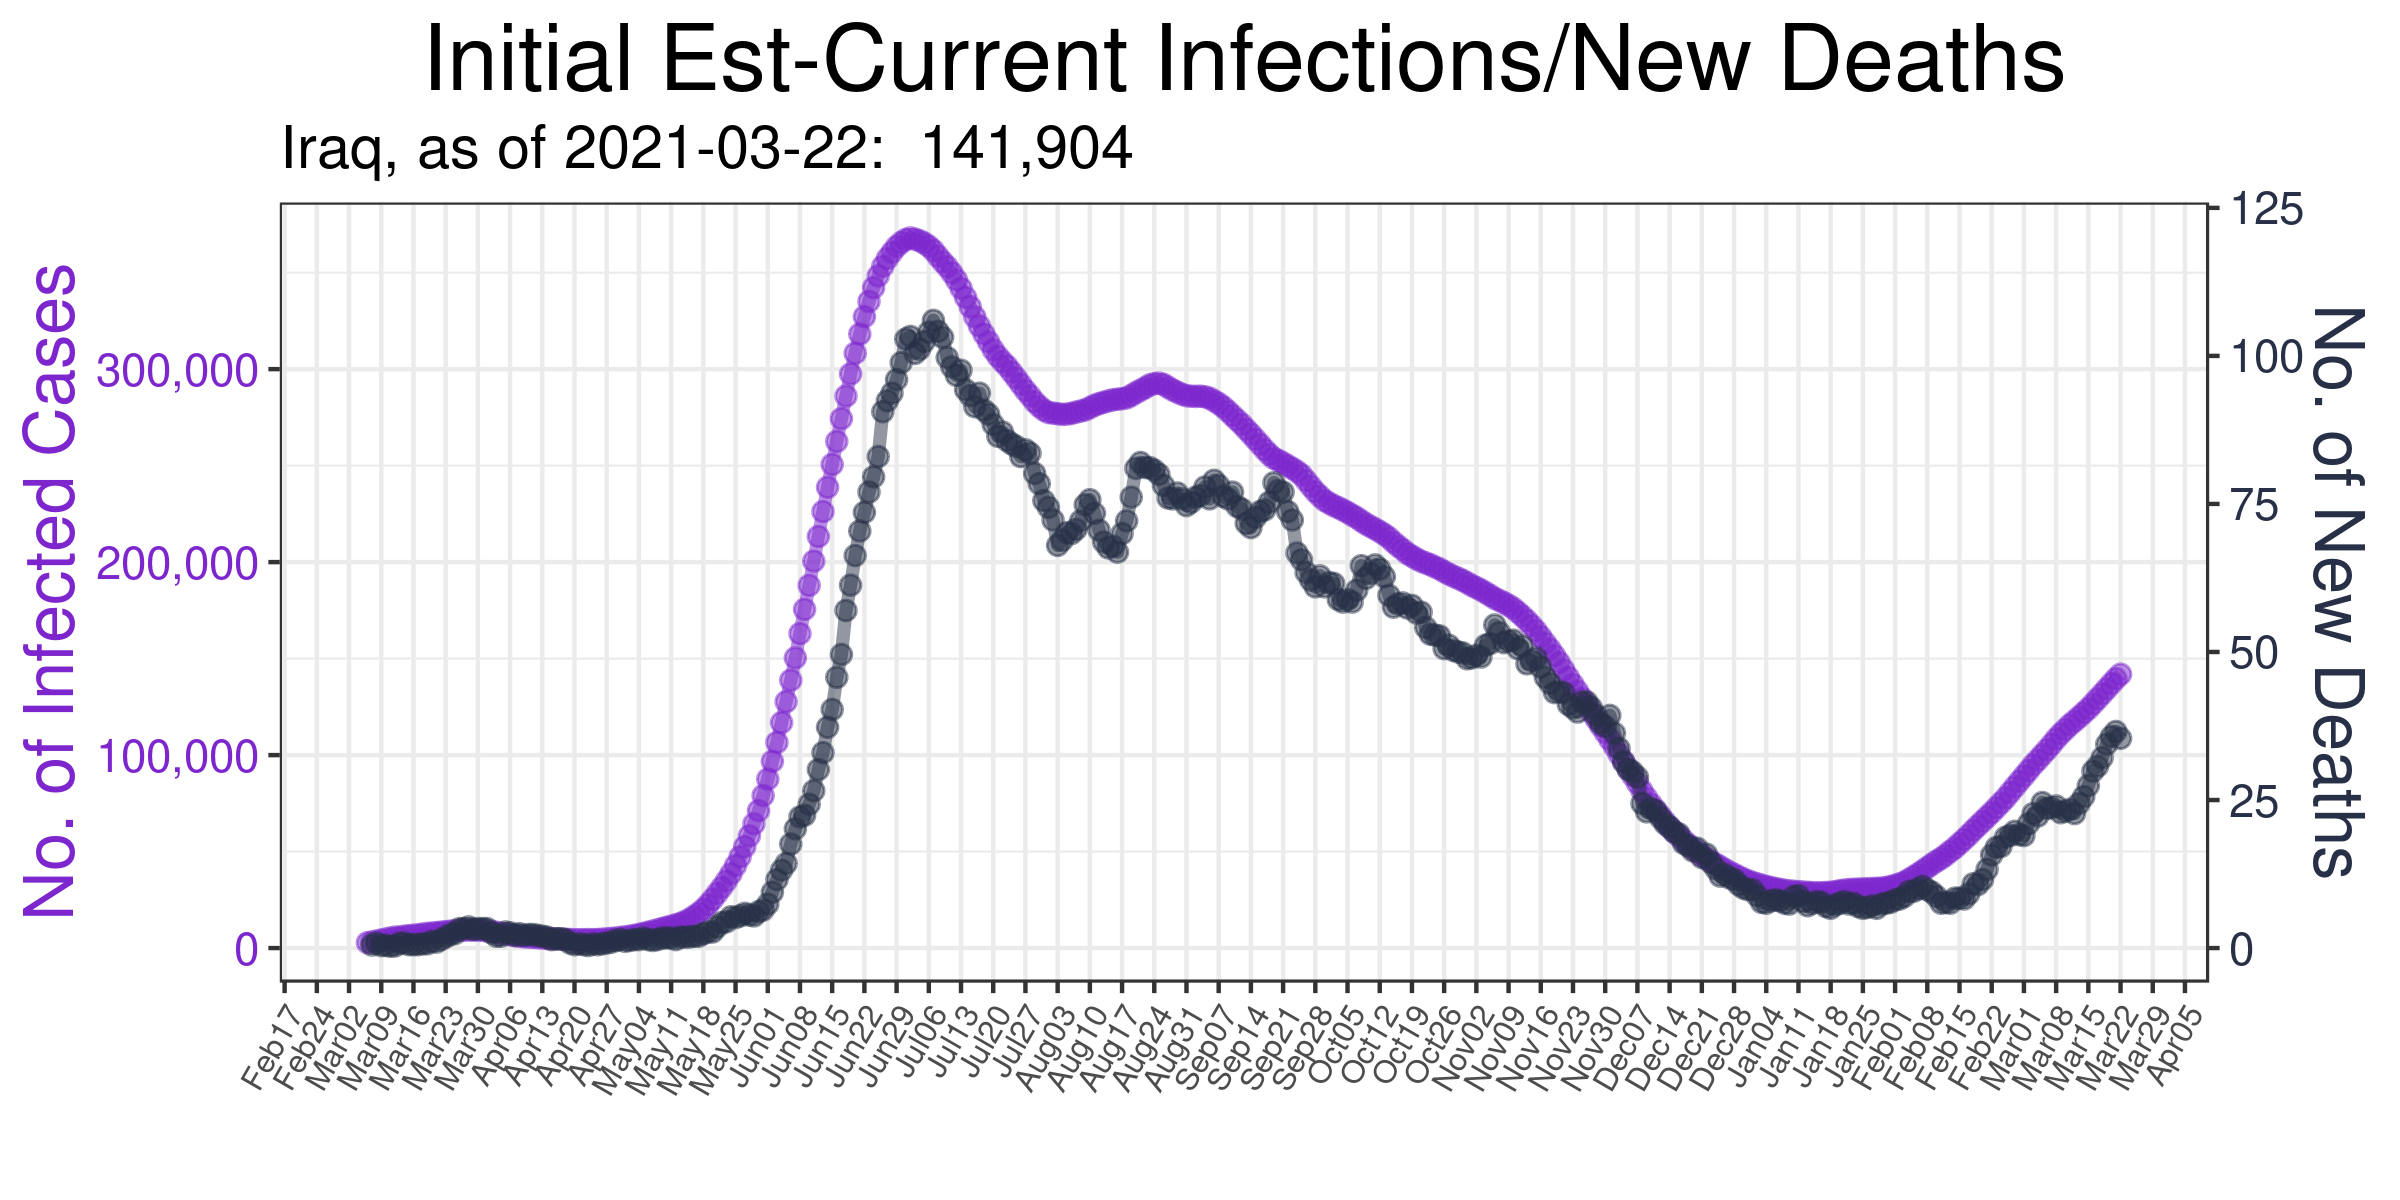 Initial Est-Current Infections/New Deaths
Iraq, as of 2021-03-22:  141,904
No. of Infected Cases
300,000
200,000
100,000
0
125
100
75
50
25
0
No. of New Deaths
Feb17
Feb24
Mar02
Mar09
Mar16
Mar23
Mar30
Apr06
Apr13
Apr20
Apr27
May04
May11
May18
May25
Jun01
Jun08
Jun15
Jun22
Jun29
Jul06
Jul13
Jul20
Jul27
Aug03
Aug10
Aug17
Aug24
Aug31
Sep07
Sep14
Sep21
Sep28
Oct05
Oct12
Oct19
Oct26
Nov02
Nov09
Nov16
Nov23
Nov30
Dec07
Dec14
Dec21
Dec28
Jan04
Jan11
Jan18
Jan25
Feb01
Feb08
Feb15
Feb22
Mar01
Mar08
Mar15
Mar22
Mar29
Apr05